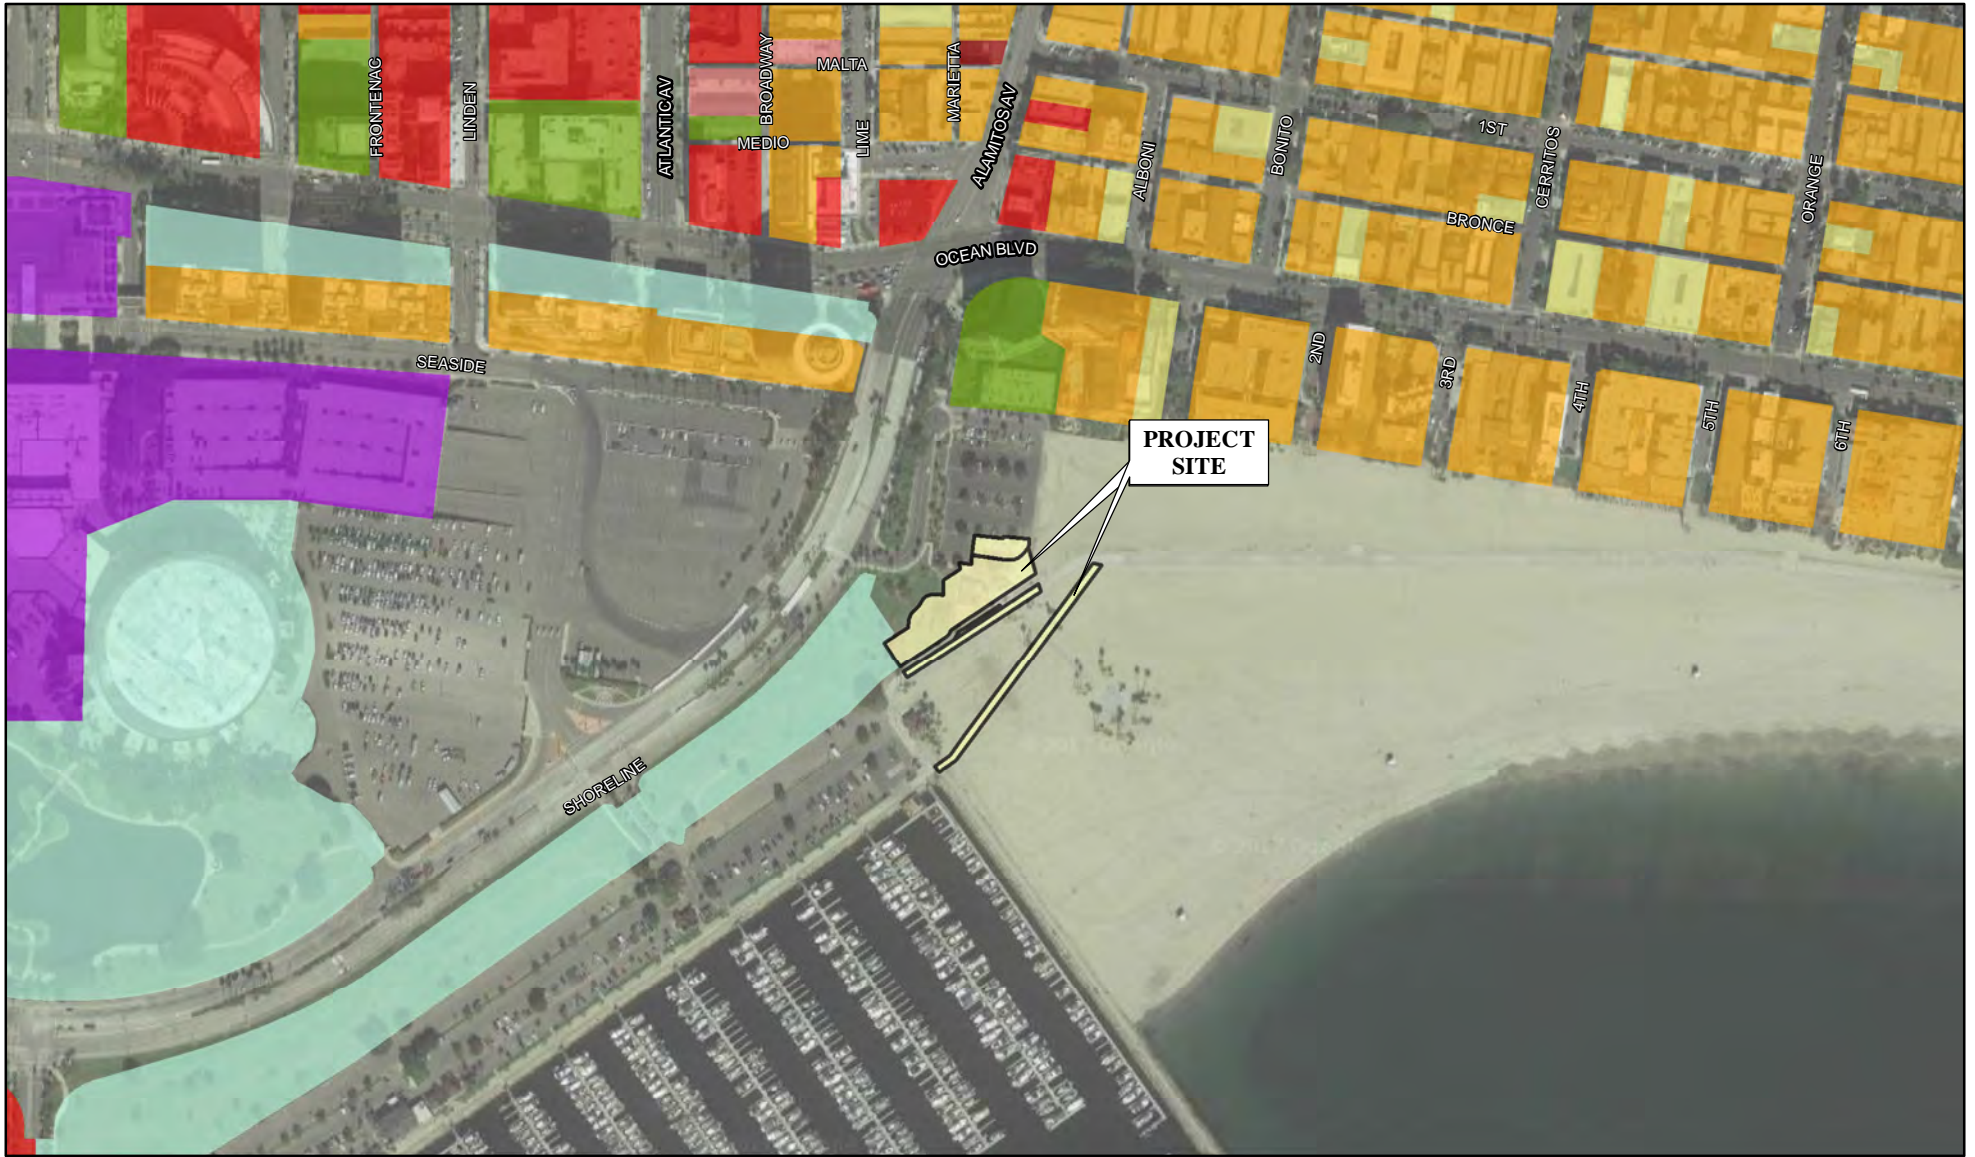 FRONTENAC
LINDEN
ATLANTIC AV
BROADWAY
MALTA
MEDIO
LIME
MARIETTA
ALAMITOS AV
ALBONI
BONITO
1ST
CERRITOS
BRONCE
ORANGE
OCEAN BLVD
SEASIDE
2ND
3RD
4TH
5TH
6TH
PROJECT
SITE
SHORELINE